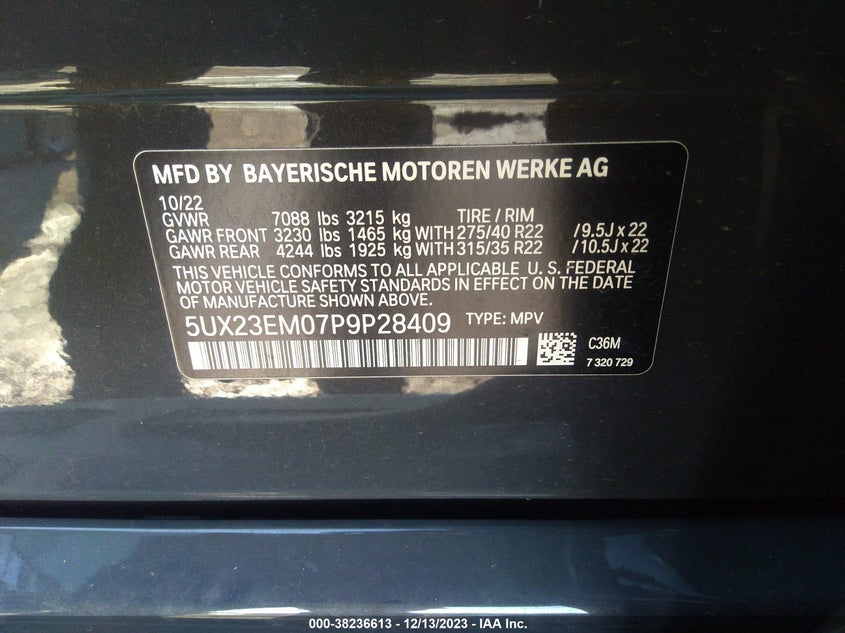 MFD BY BAYERISCHE MOTOREN WERKE AG
10/22
GVWR 7088 lbs 3215 kg TIRE / RIM
GAWR FRONT 3230 lbs 1465 kg WITH 275/40 R22 /9.5J x 22
GAWR REAR 4244 lbs 1925 kg WITH 315/35 R22 /10.5J x 22
THIS VEHICLE CONFORMS TO ALL APPLICABLE U. S. FEDERAL
MOTOR VEHICLE SAFETY STANDARDS IN EFFECT ON THE DATE
OF MANUFACTURE SHOWN ABOVE.
5UX23EM07P9P28409 TYPE: MPV
C36M
7 320 729
000-38236613 - 12/13/2023 - IAA Inc.